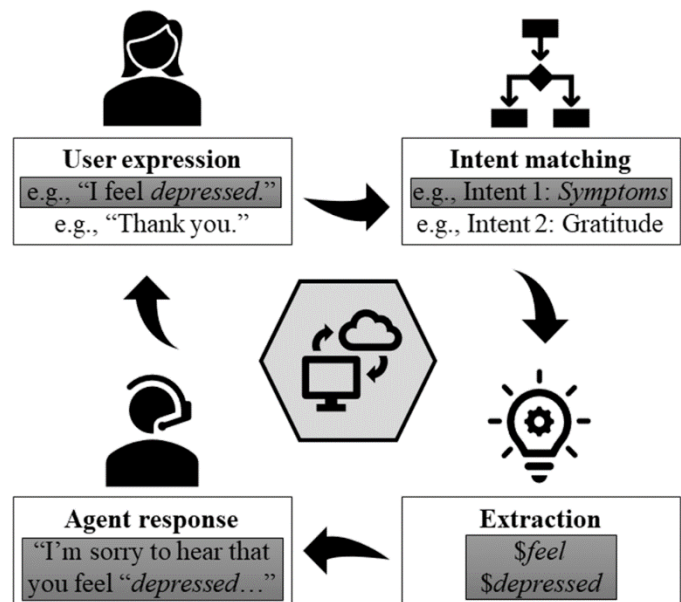 User expression
e.g., “I feel depressed.”
e.g., “Thank you.”
Intent matching
e.g., Intent 1: Symptoms
e.g., Intent 2: Gratitude
Extraction
$feel
$depressed
Agent response
“I’m sorry to hear that
you feel “depressed…”